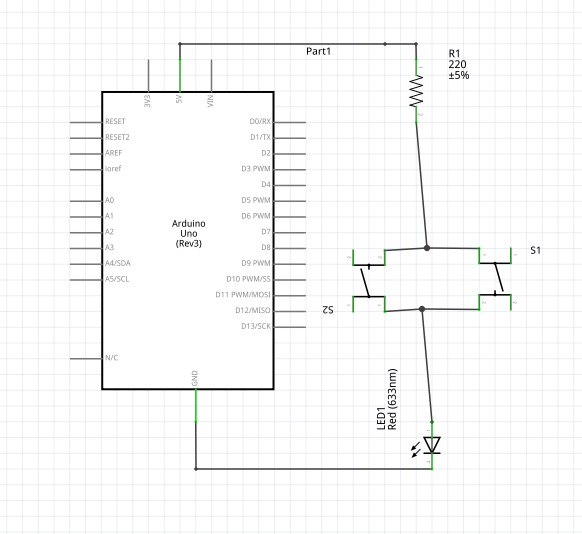 Part1
R1
220
±5%
3V3
5V
VIN
RESET
RESET2
AREF
ioref
A0
A1
A2
A3
A4/SDA
A5/SCL
N/C
Arduino
Uno
(Rev3)
D0/RX
D1/TX
D2
D3 PWM
D4
D5 PWM
D6 PWM
D7
D8
D9 PWM
D10 PWM/SS
D11 PWM/MOSI
D12/MISO
D13/SCK
GND
S1
S2
LED1
Red (633nm)